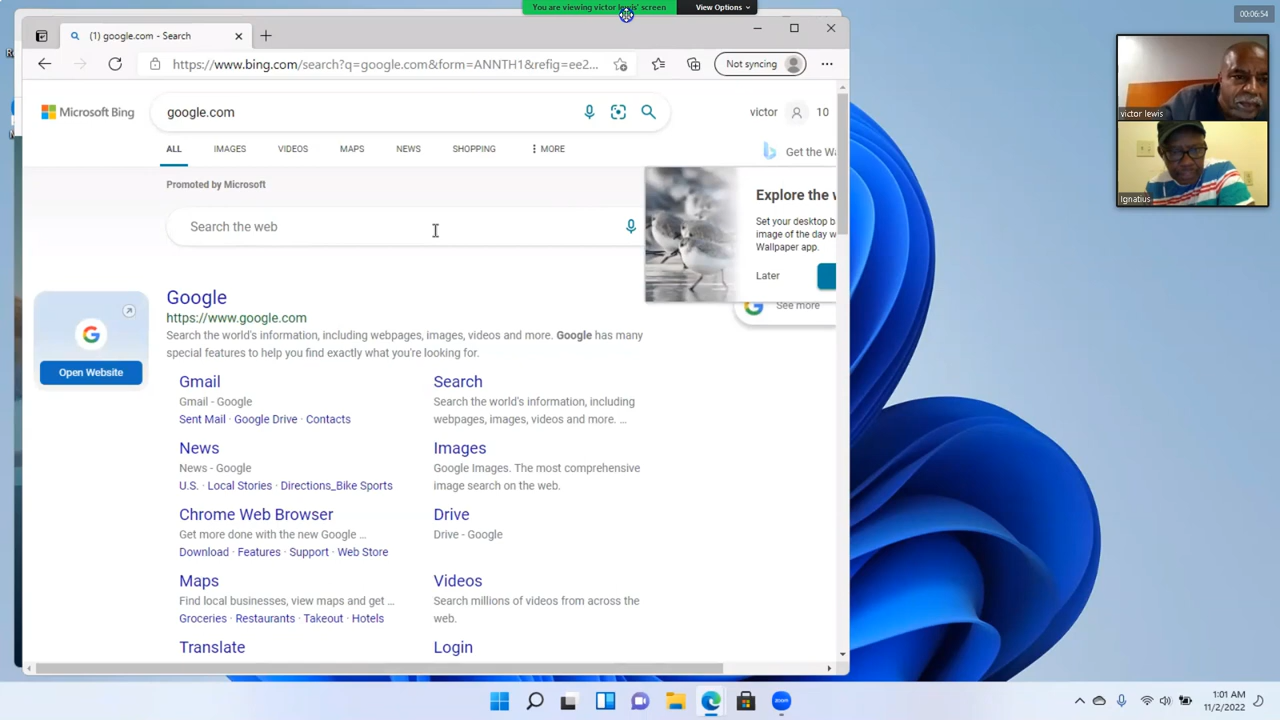 You are viewing victor lewis' screen
View Options
00:06:54
(1) google.com - Search
https://www.bing.com/search?q=google.com&form=ANNTH1&refig=ee2...
Not syncing
victor lewis
Ignatius
Microsoft Bing
google.com
victor
10
ALL
IMAGES
VIDEOS
MAPS
NEWS
SHOPPING
MORE
Get the Wa
Promoted by Microsoft
Search the web
Explore the w
Set your desktop b
image of the day w
Wallpaper app.
Later
See more
Open Website
Google
https://www.google.com
Search the world's information, including webpages, images, videos and more. Google has many
special features to help you find exactly what you're looking for.
Gmail
Gmail - Google
Sent Mail · Google Drive · Contacts
Search
Search the world's information, including
webpages, images, videos and more. ...
News
News - Google
U.S. · Local Stories · Directions_Bike Sports
Images
Google Images. The most comprehensive
image search on the web.
Chrome Web Browser
Get more done with the new Google ...
Download · Features · Support · Web Store
Drive
Drive - Google
Maps
Find local businesses, view maps and get ...
Groceries · Restaurants · Takeout · Hotels
Videos
Search millions of videos from across the
web.
Translate
Login
zoom
1:01 AM
11/2/2022